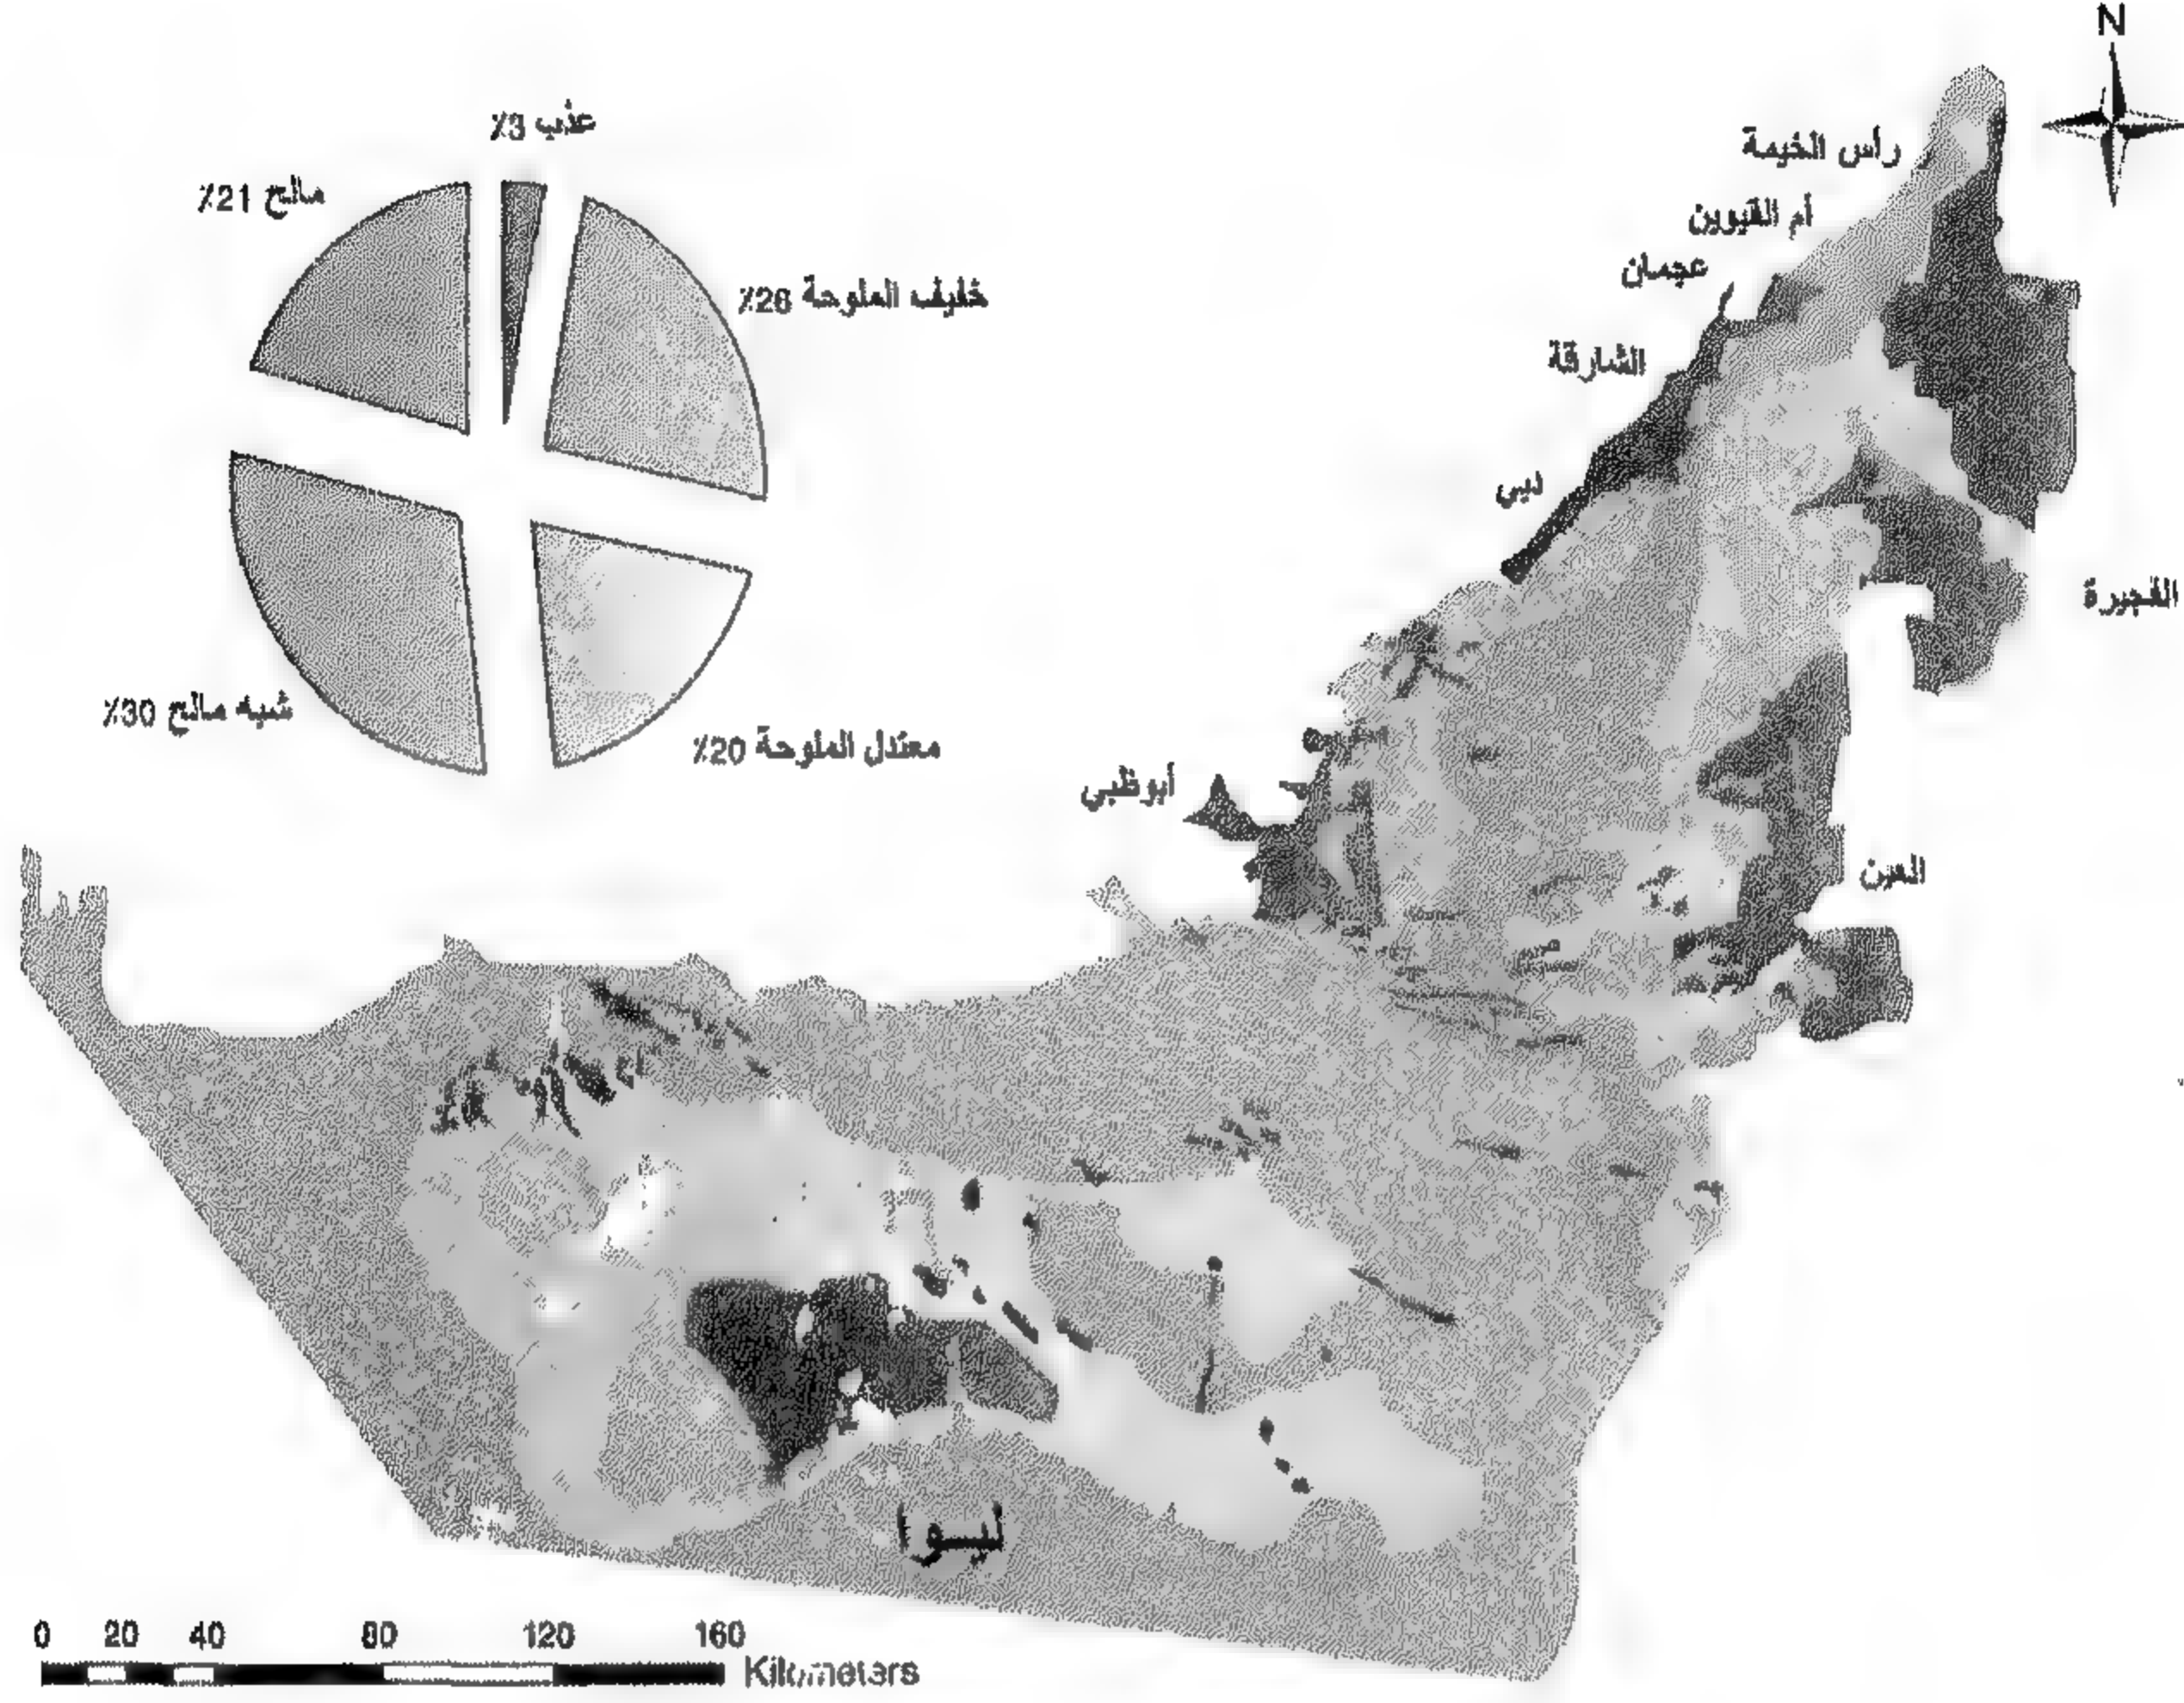 N
عذب 3٪
مالح 21٪
خفيف الملوحة 26٪
شبه مالح 30٪
معتدل الملوحة 20٪
رأس الخيمة
أم القيوين
عجمان
الشارقة
دبي
الفجيرة
أبوظبي
العين
ليوا
0 20 40 80 120 160
Kilometers